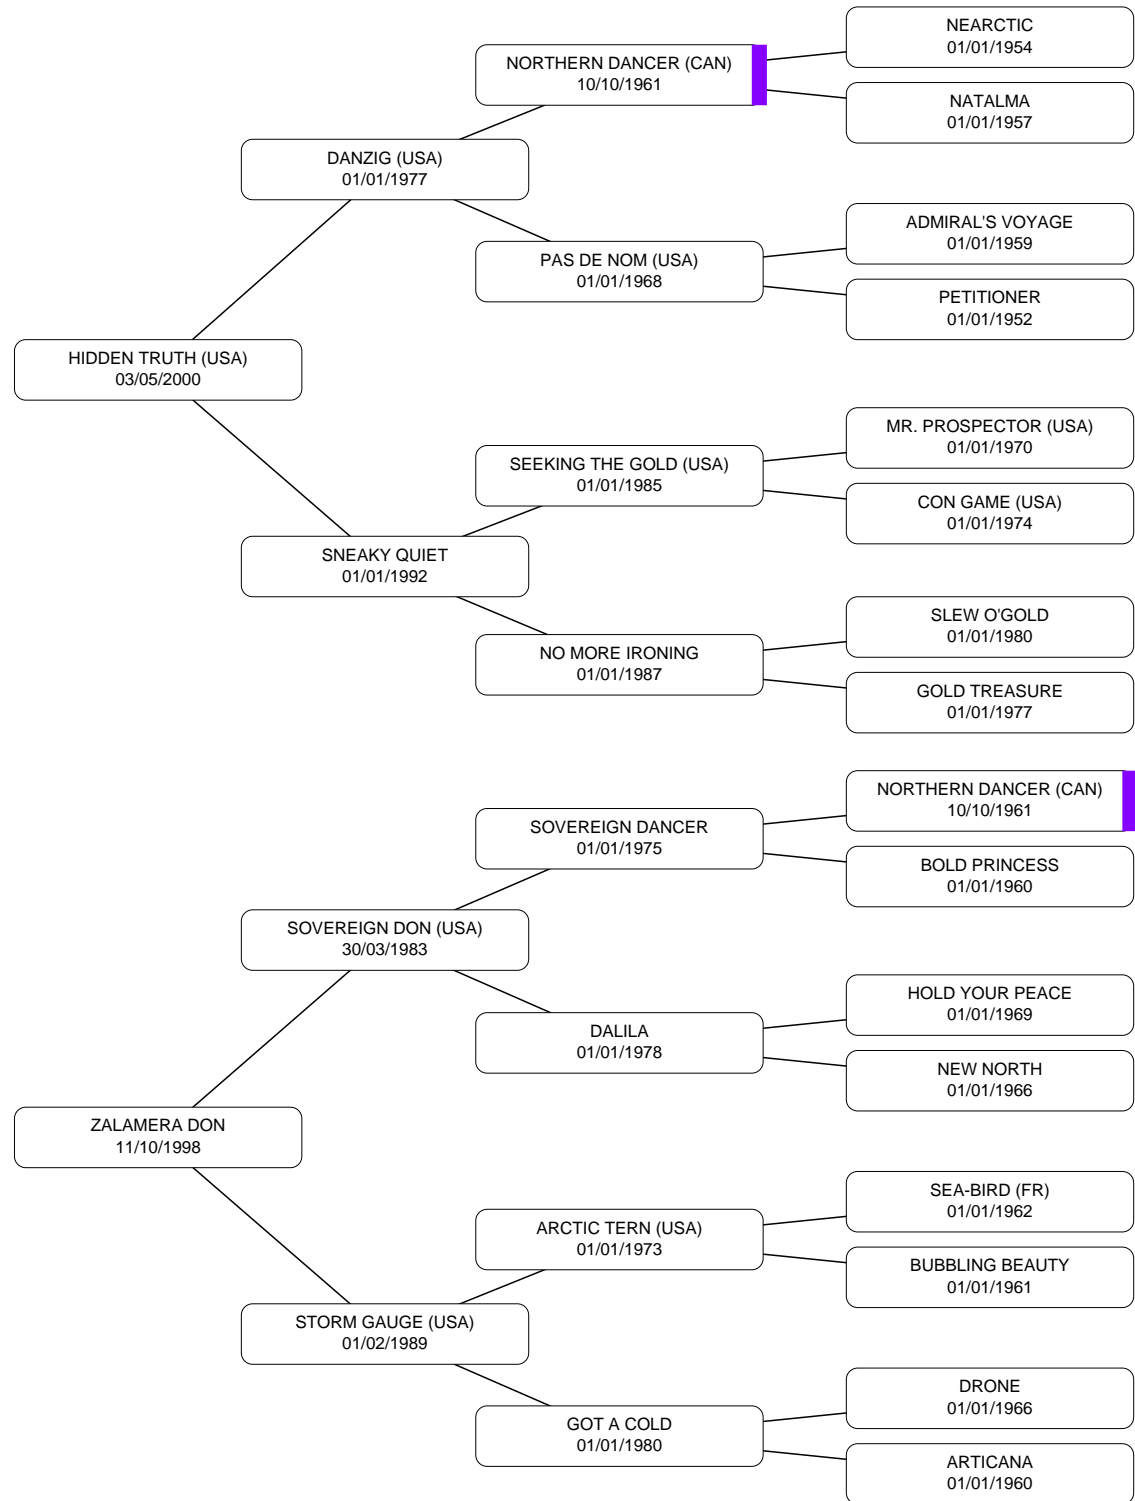 NEARCTIC
01/01/1954
NORTHERN DANCER (CAN)
10/10/1961
NATALMA
01/01/1957
DANZIG (USA)
01/01/1977
ADMIRAL'S VOYAGE
01/01/1959
PAS DE NOM (USA)
01/01/1968
PETITIONER
01/01/1952
HIDDEN TRUTH (USA)
03/05/2000
MR. PROSPECTOR (USA)
01/01/1970
SEEKING THE GOLD (USA)
01/01/1985
CON GAME (USA)
01/01/1974
SNEAKY QUIET
01/01/1992
SLEW O'GOLD
01/01/1980
NO MORE IRONING
01/01/1987
GOLD TREASURE
01/01/1977
NORTHERN DANCER (CAN)
10/10/1961
SOVEREIGN DANCER
01/01/1975
BOLD PRINCESS
01/01/1960
SOVEREIGN DON (USA)
30/03/1983
HOLD YOUR PEACE
01/01/1969
DALILA
01/01/1978
NEW NORTH
01/01/1966
ZALAMERA DON
11/10/1998
SEA-BIRD (FR)
01/01/1962
ARCTIC TERN (USA)
01/01/1973
BUBBLING BEAUTY
01/01/1961
STORM GAUGE (USA)
01/02/1989
DRONE
01/01/1966
GOT A COLD
01/01/1980
ARTICANA
01/01/1960